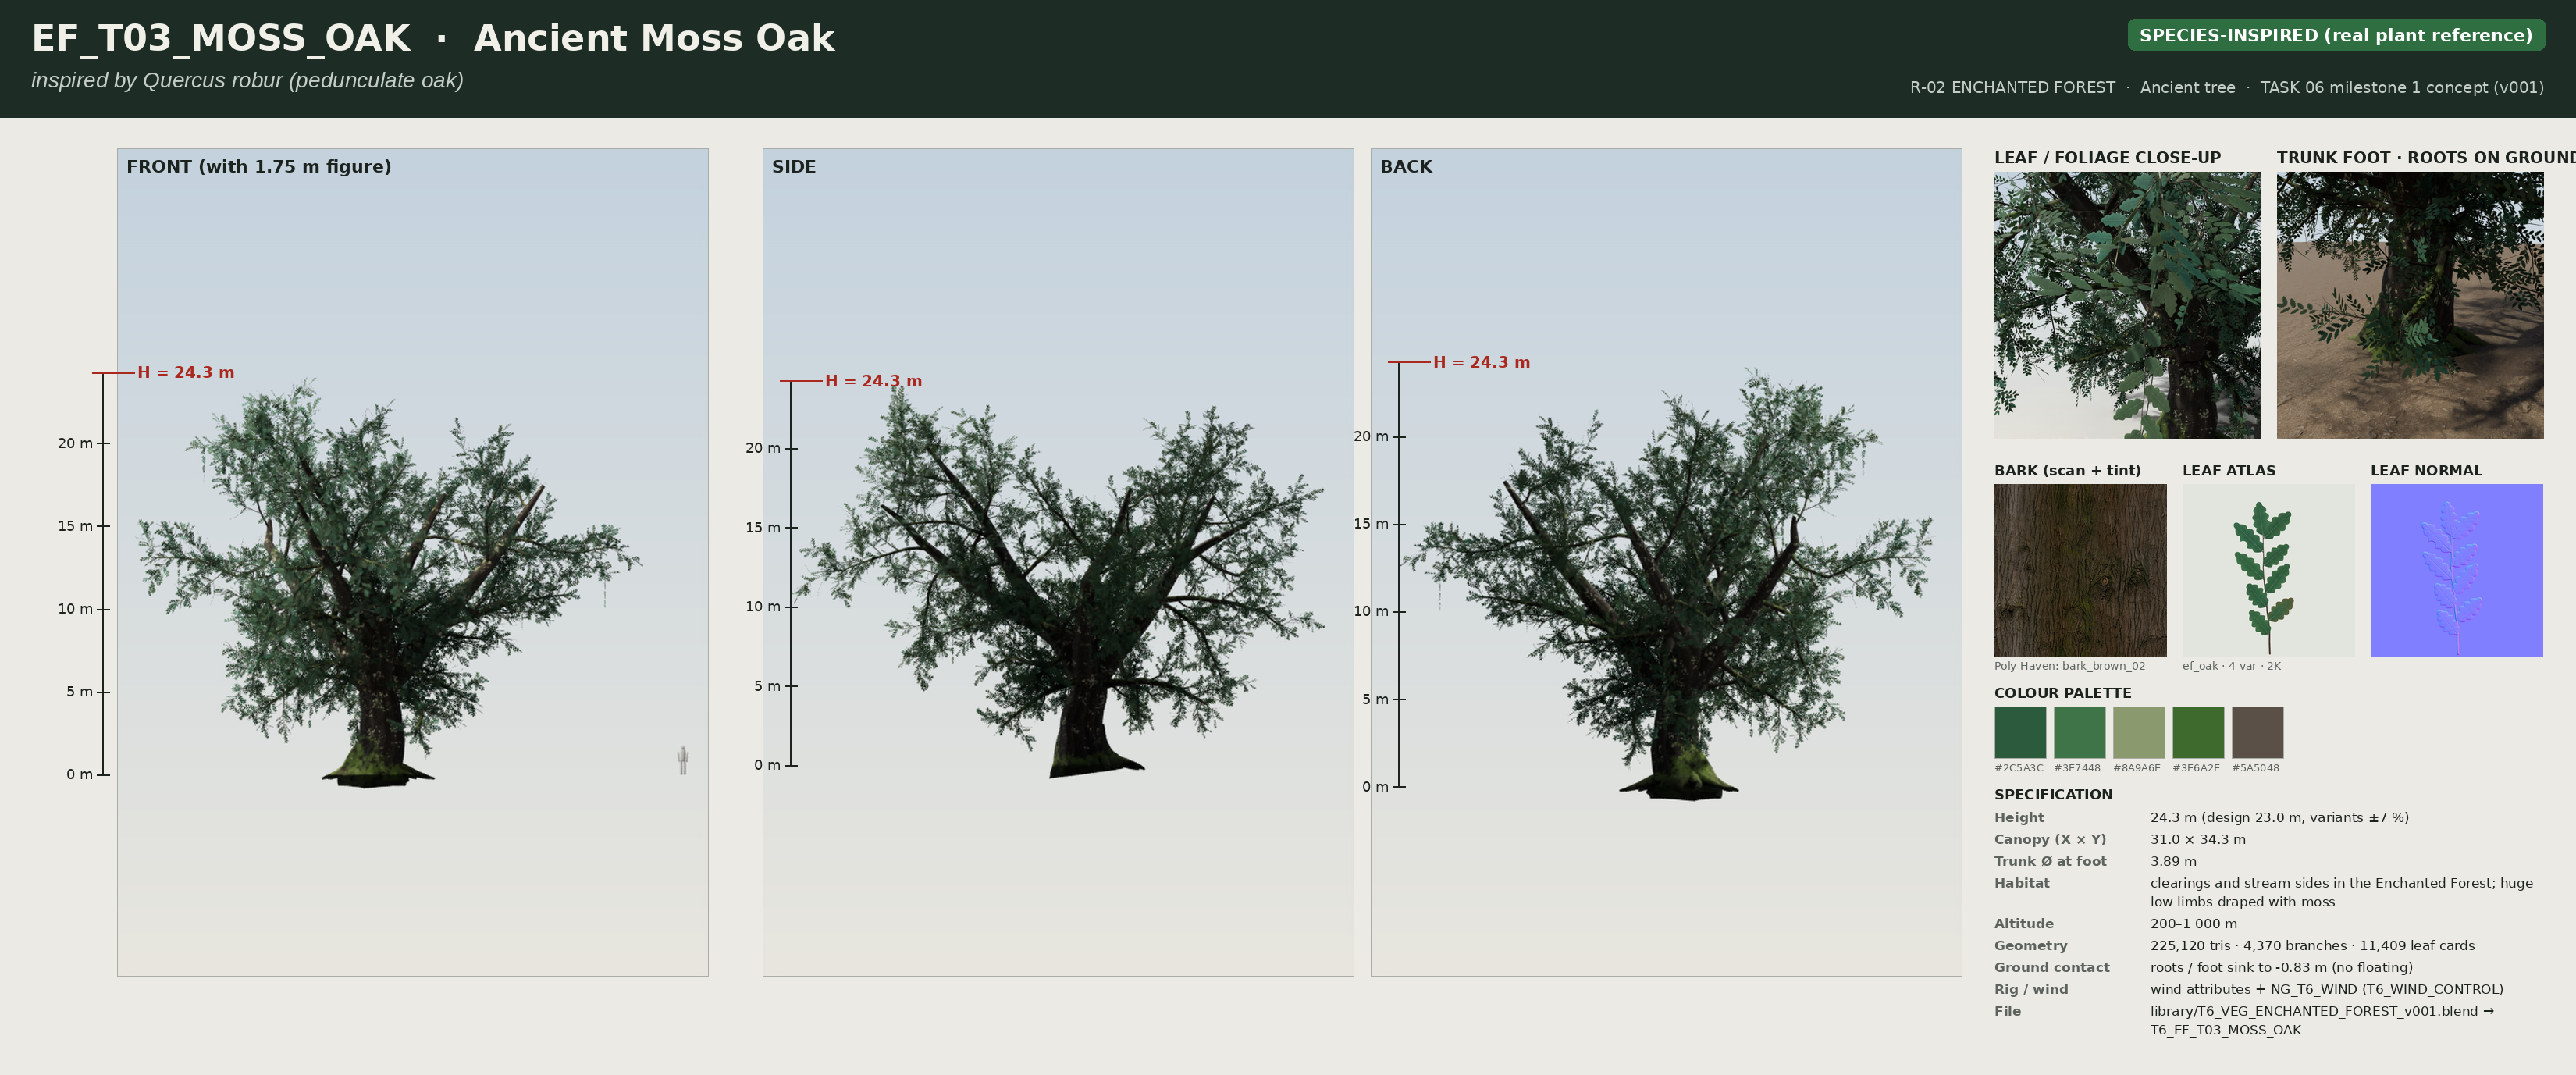 EF_T03_MOSS_OAK · Ancient Moss Oak
inspired by Quercus robur (pedunculate oak)
SPECIES-INSPIRED (real plant reference)
R-02 ENCHANTED FOREST · Ancient tree · TASK 06 milestone 1 concept (v001)
FRONT (with 1.75 m figure)
H = 24.3 m
20 m
15 m
10 m
5 m
0 m
SIDE
H = 24.3 m
20 m
15 m
10 m
5 m
0 m
BACK
H = 24.3 m
20 m
15 m
10 m
5 m
0 m
LEAF / FOLIAGE CLOSE-UP
TRUNK FOOT · ROOTS ON GROUND
BARK (scan + tint)
LEAF ATLAS
LEAF NORMAL
Poly Haven: bark_brown_02
ef_oak · 4 var · 2K
COLOUR PALETTE
#2C5A3C #3E7448 #8A9A6E #3E6A2E #5A5048
SPECIFICATION
Height 24.3 m (design 23.0 m, variants ±7 %)
Canopy (X × Y) 31.0 × 34.3 m
Trunk Ø at foot 3.89 m
Habitat clearings and stream sides in the Enchanted Forest; huge
low limbs draped with moss
Altitude 200–1 000 m
Geometry 225,120 tris · 4,370 branches · 11,409 leaf cards
Ground contact roots / foot sink to -0.83 m (no floating)
Rig / wind wind attributes + NG_T6_WIND (T6_WIND_CONTROL)
File library/T6_VEG_ENCHANTED_FOREST_v001.blend →
T6_EF_T03_MOSS_OAK